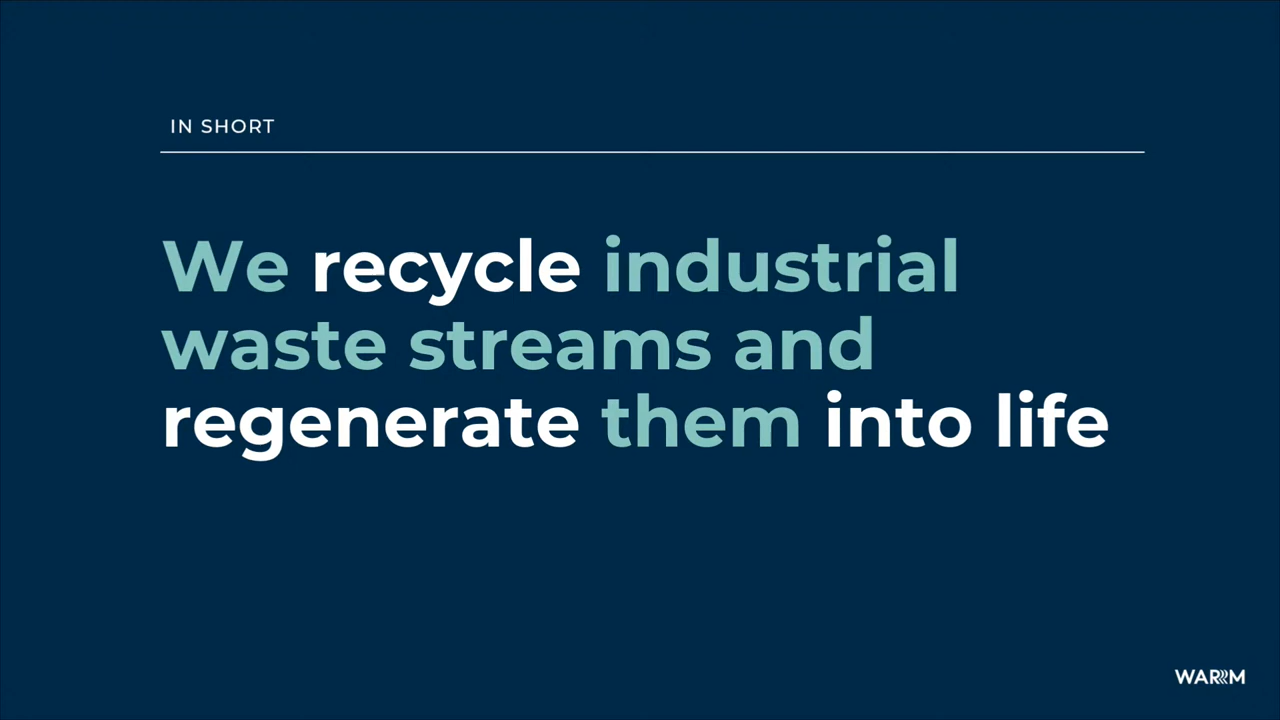 IN SHORT
We recycle industrial
waste streams and
regenerate them into life
WARM